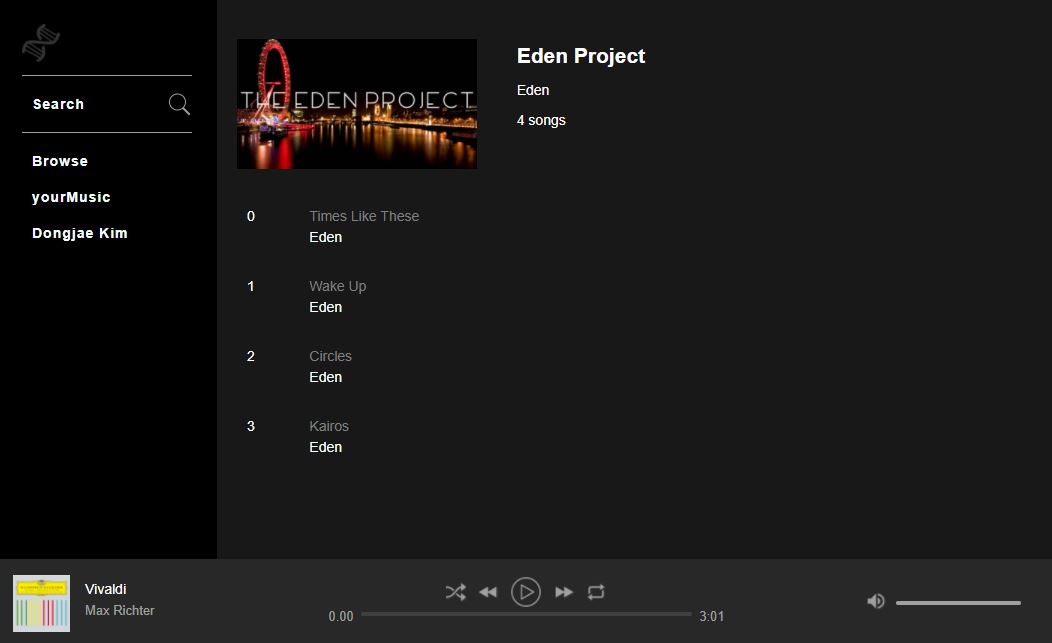 Search
Browse
yourMusic
Dongjae Kim
THE EDEN PROJECT
Eden Project
Eden
4 songs
0 Times Like These
Eden
1 Wake Up
Eden
2 Circles
Eden
3 Kairos
Eden
Vivaldi
Max Richter
0.00 3:01